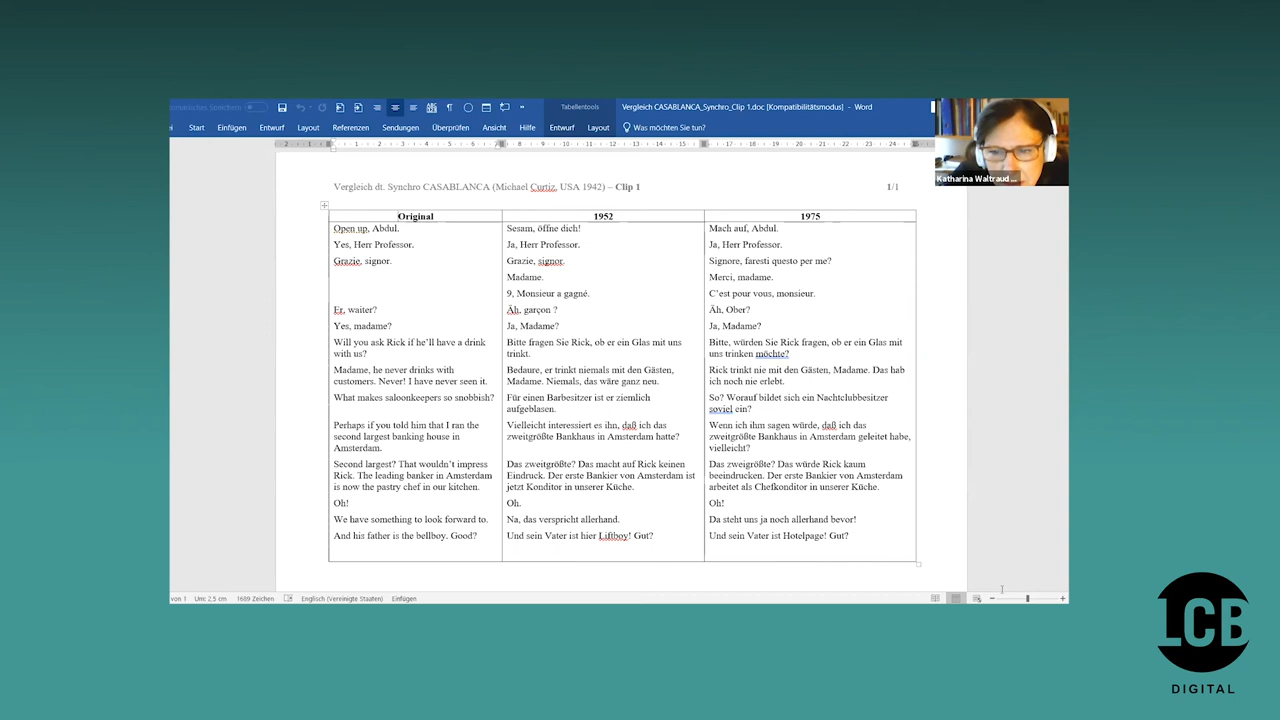 Vergleich CASABLANCA_Synchro_Clip 1.doc [Kompatibilitätsmodus] - Word
Tabellentools
Start Einfügen Entwurf Layout Referenzen Sendungen Überprüfen Ansicht Hilfe Entwurf Layout Was möchten Sie tun?
Katharina Waltraud ...
Vergleich dt. Synchro CASABLANCA (Michael Curtiz, USA 1942) – Clip 1
1/1
Original 1952 1975
Open up, Abdul. Sesam, öffne dich! Mach auf, Abdul.
Yes, Herr Professor. Ja, Herr Professor. Ja, Herr Professor.
Grazie, signor. Grazie, signor. Signore, faresti questo per me?
Madame. Merci, madame.
9, Monsieur a gagné. C'est pour vous, monsieur.
Er, waiter? Äh, garçon ? Äh, Ober?
Yes, madame? Ja, Madame? Ja, Madame?
Will you ask Rick if he'll have a drink Bitte fragen Sie Rick, ob er ein Glas mit uns Bitte, würden Sie Rick fragen, ob er ein Glas mit
with us? trinkt. uns trinken möchte?
Madame, he never drinks with Bedaure, er trinkt niemals mit den Gästen, Rick trinkt nie mit den Gästen, Madame. Das hab
customers. Never! I have never seen it. Madame. Niemals, das wäre ganz neu. ich noch nie erlebt.
What makes saloonkeepers so snobbish? Für einen Barbesitzer ist er ziemlich So? Worauf bildet sich ein Nachtclubbesitzer
aufgeblasen. soviel ein?
Perhaps if you told him that I ran the Vielleicht interessiert es ihn, daß ich das Wenn ich ihm sagen würde, daß ich das
second largest banking house in zweitgrößte Bankhaus in Amsterdam hatte? zweitgrößte Bankhaus in Amsterdam geleitet habe,
Amsterdam. vielleicht?
Second largest? That wouldn't impress Das zweitgrößte? Das macht auf Rick keinen Das zweigrößte? Das würde Rick kaum
Rick. The leading banker in Amsterdam Eindruck. Der erste Bankier von Amsterdam ist beeindrucken. Der erste Bankier von Amsterdam
is now the pastry chef in our kitchen. jetzt Konditor in unserer Küche. arbeitet als Chefkonditor in unserer Küche.
Oh! Oh. Oh!
We have something to look forward to. Na, das verspricht allerhand. Da steht uns ja noch allerhand bevor!
And his father is the bellboy. Good? Und sein Vater ist hier Liftboy! Gut? Und sein Vater ist Hotelpage! Gut?
von 1 Um: 2,5 cm 1689 Zeichen Englisch (Vereinigte Staaten) Einfügen
LCB
DIGITAL